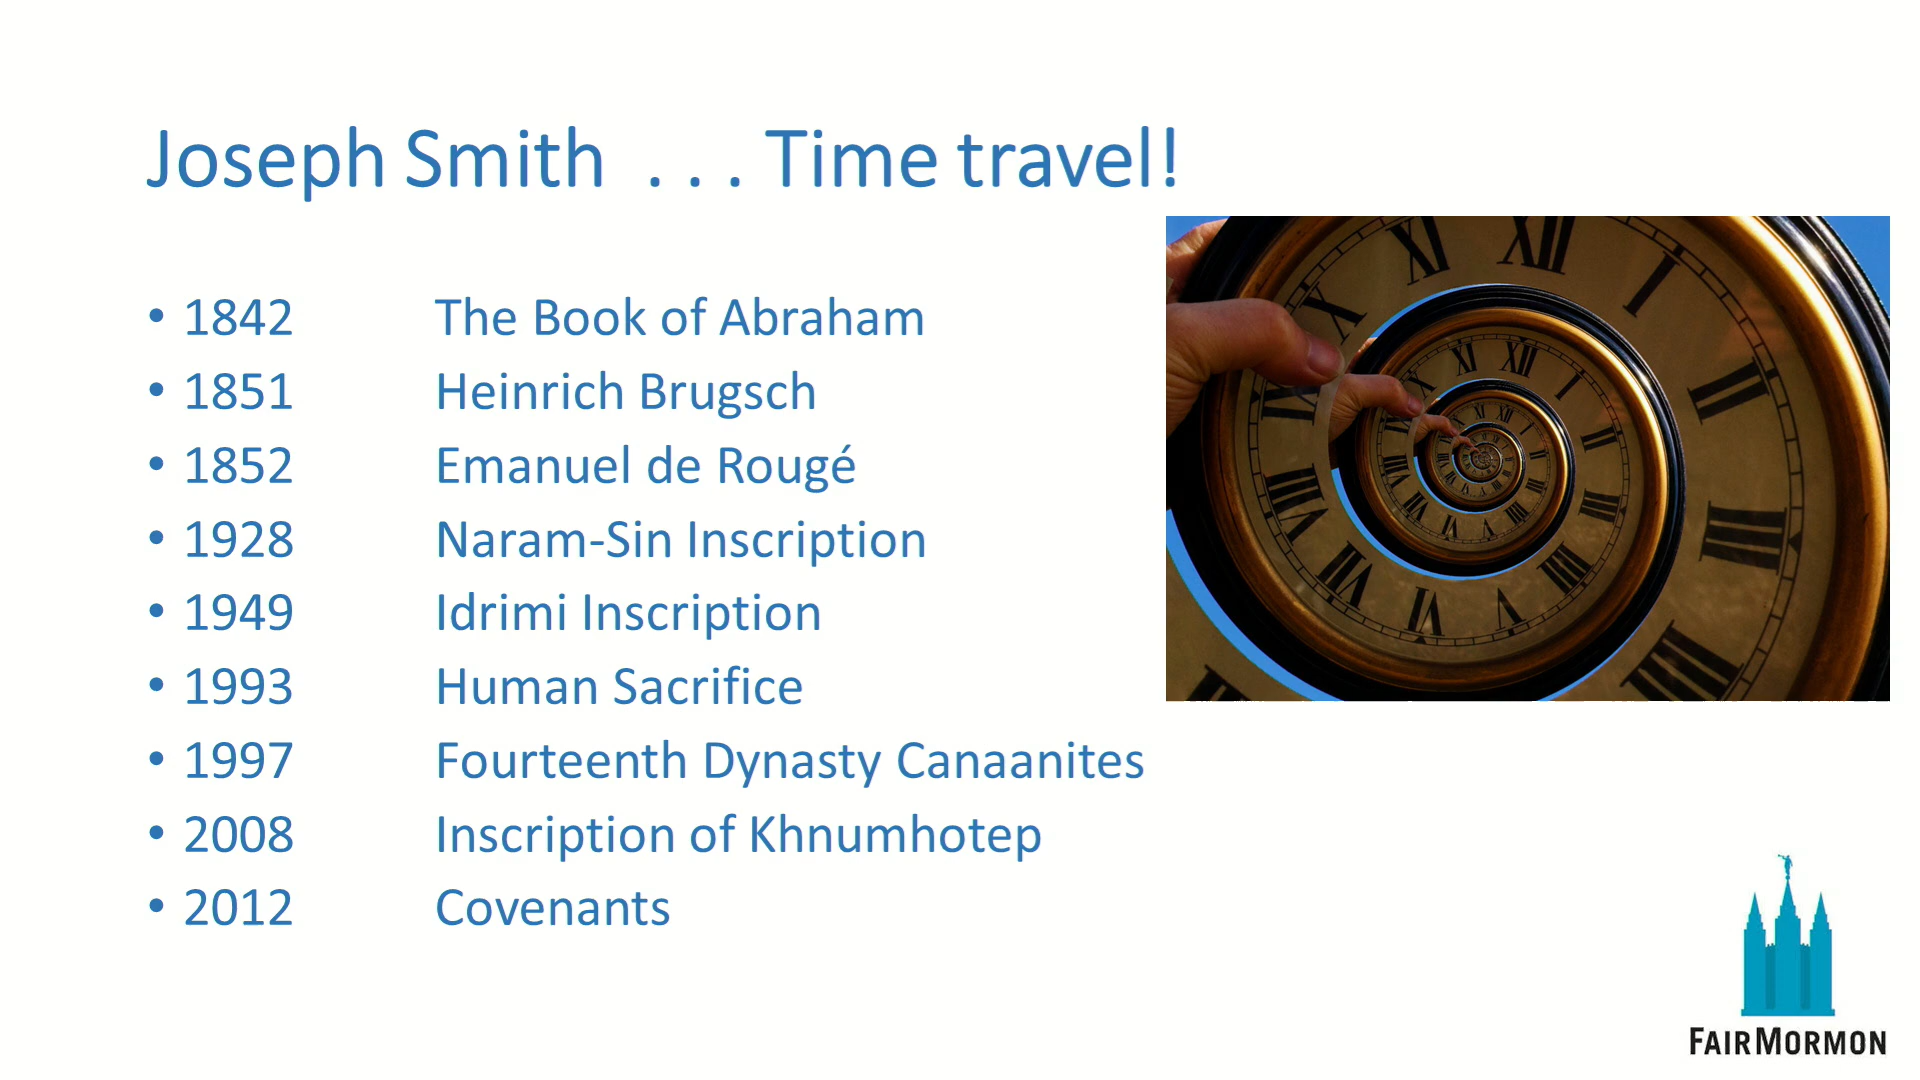 Joseph Smith . . . Time travel!
• 1842 The Book of Abraham
• 1851 Heinrich Brugsch
• 1852 Emanuel de Rougé
• 1928 Naram-Sin Inscription
• 1949 Idrimi Inscription
• 1993 Human Sacrifice
• 1997 Fourteenth Dynasty Canaanites
• 2008 Inscription of Khnumhotep
• 2012 Covenants
FAIRMORMON